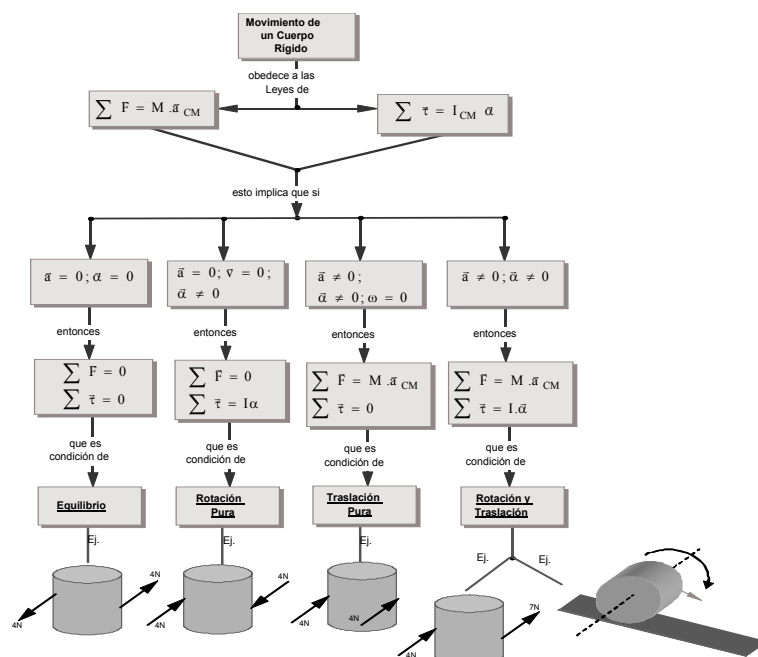 Movimiento de
un Cuerpo
Rígido
obedece a las
Leyes de
∑ F̄ = M .ā CM
∑ τ̄ = I CM α
esto implica que si
ā = 0 ; α = 0
ā = 0 ; v̄ = 0 ;
ᾱ ≠ 0
ā ≠ 0 ;
ᾱ ≠ 0 ; ω = 0
ā ≠ 0 ; ᾱ ≠ 0
entonces
entonces
entonces
entonces
∑ F̄ = 0
∑ τ̄ = 0
∑ F̄ = 0
∑ τ̄ = Iα
∑ F̄ = M .ā CM
∑ τ̄ = 0
∑ F̄ = M .ā CM
∑ τ̄ = I.ᾱ
que es
condición de
que es
condición de
que es
condición de
que es
condición de
Equilibrio
Rotación
Pura
Traslación
Pura
Rotación y
Traslación
Ej.
Ej.
Ej.
Ej.
Ej.
4N
4N
4N
4N
4N
4N
7N
4N